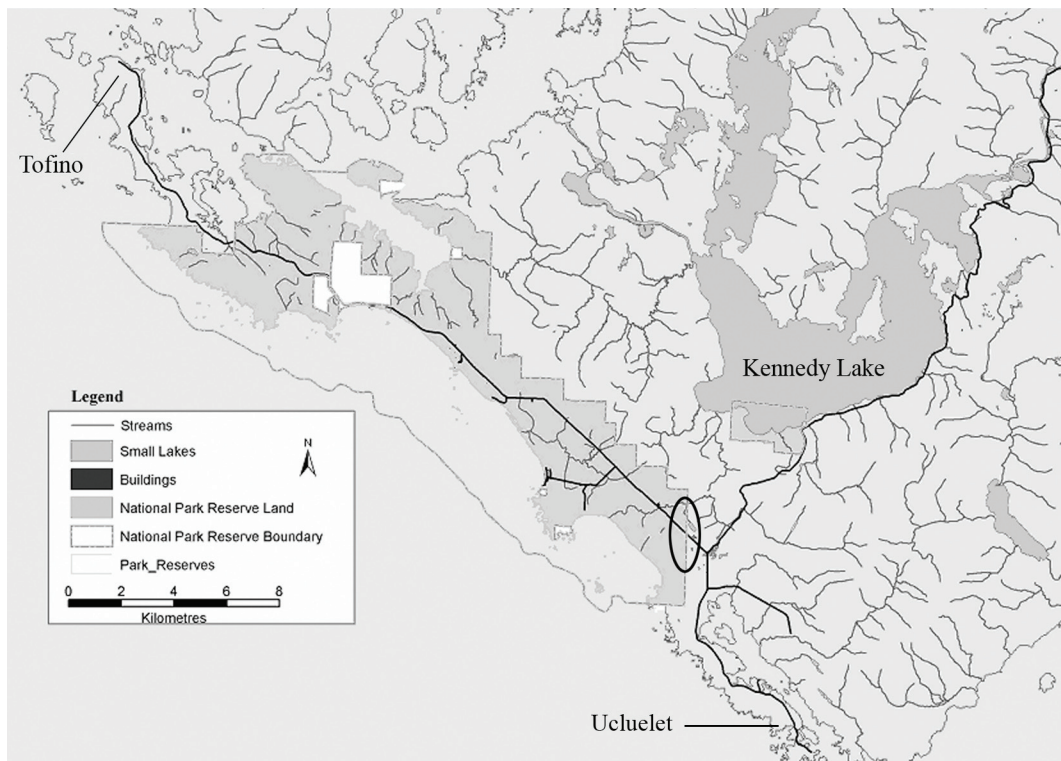 Tofino
Kennedy Lake
Legend
Streams
Small Lakes
N
Buildings
National Park Reserve Land
National Park Reserve Boundary
Park_Reserves
0 2 4 6 8
Kilometres
Ucluelet